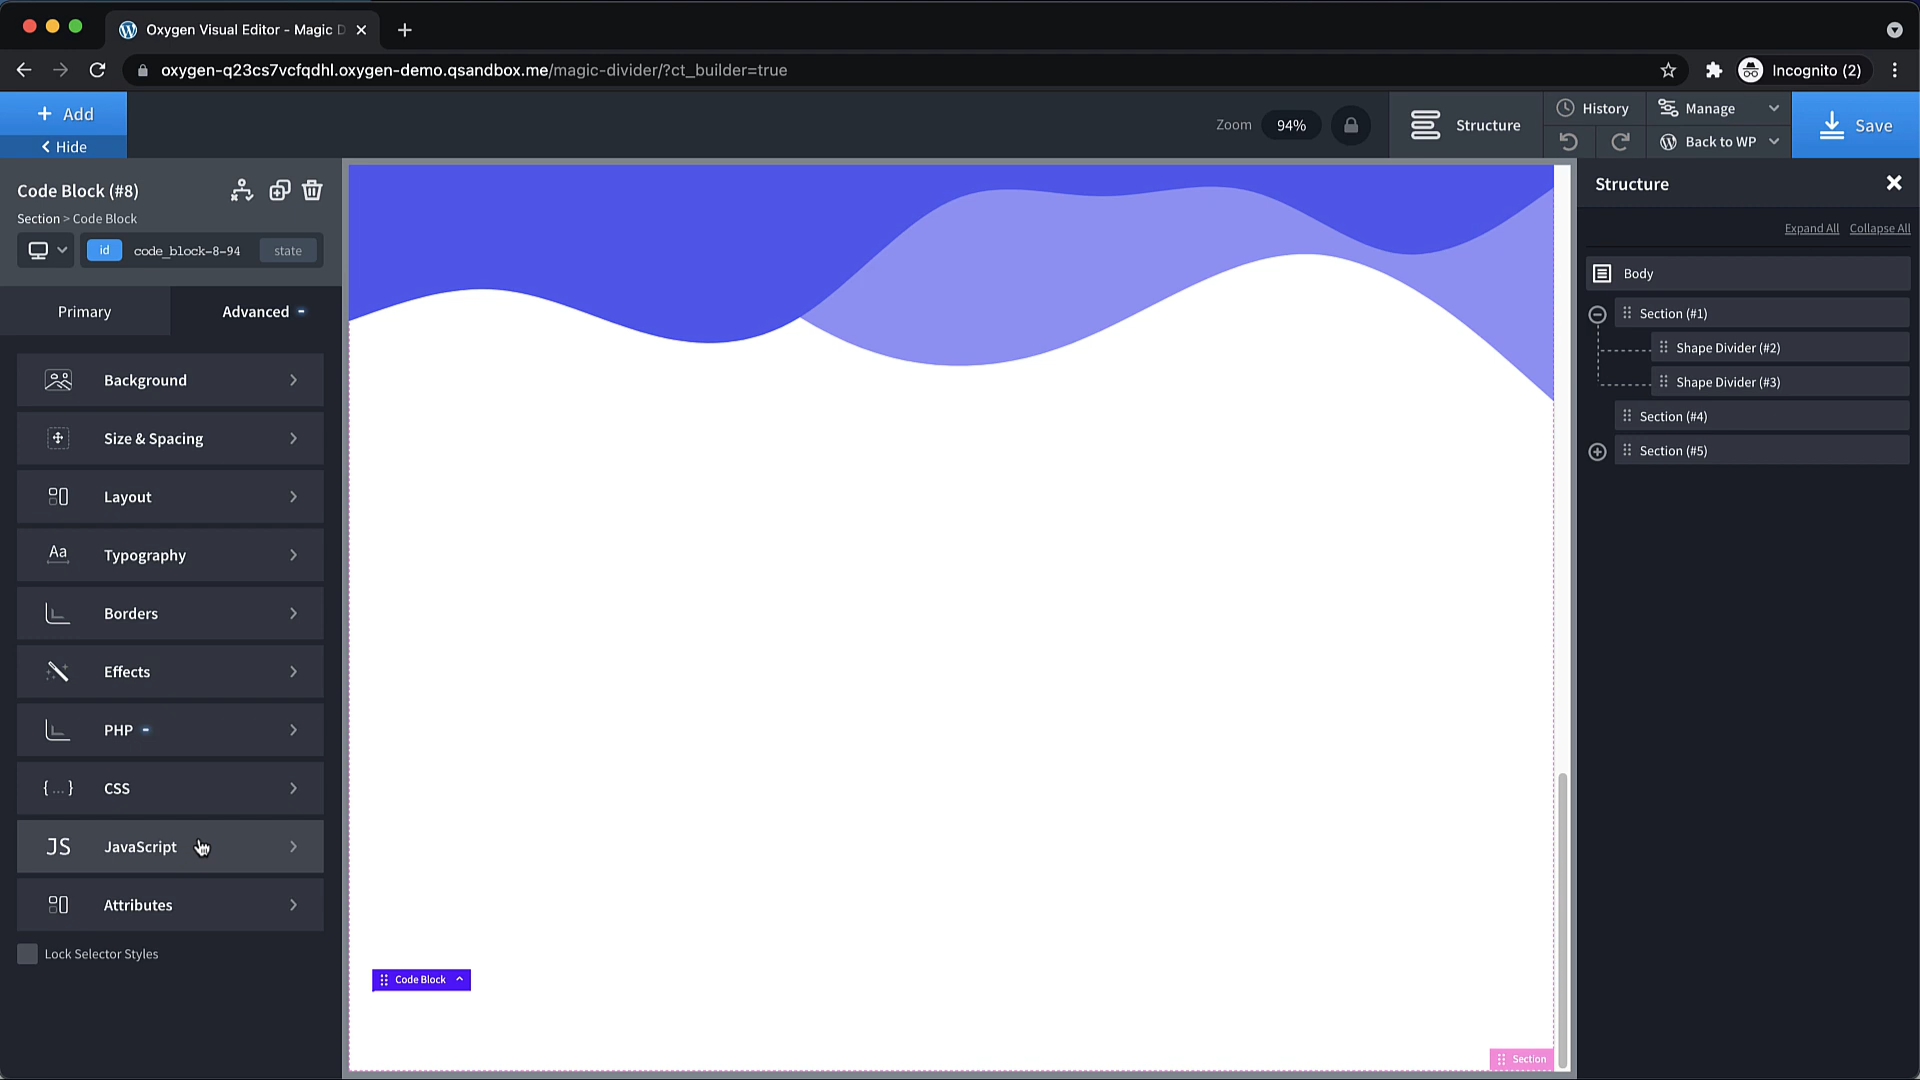 Oxygen Visual Editor - Magic D
oxygen-q23cs7vcfqdhl.oxygen-demo.qsandbox.me/magic-divider/?ct_builder=true
Incognito (2)
+ Add
Hide
Zoom 94%
Structure
History
Manage
Back to WP
Save
Code Block (#8)
Section > Code Block
id code_block-8-94 state
Primary
Advanced
Background
Size & Spacing
Layout
Aa Typography
Borders
Effects
PHP
{...} CSS
JS JavaScript
Attributes
Lock Selector Styles
Code Block
Section
Structure
Expand All Collapse All
Body
Section (#1)
Shape Divider (#2)
Shape Divider (#3)
Section (#4)
Section (#5)